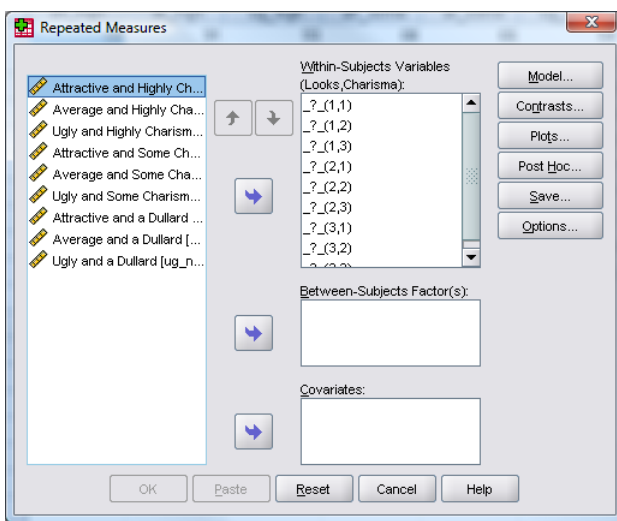 Repeated Measures
Attractive and Highly Ch...
Average and Highly Cha...
Ugly and Highly Charism...
Attractive and Some Ch...
Average and Some Cha...
Ugly and Some Charism...
Attractive and a Dullard ...
Average and a Dullard [...
Ugly and a Dullard [ug_n...
Within-Subjects Variables
(Looks,Charisma):
_?_(1,1)
_?_(1,2)
_?_(1,3)
_?_(2,1)
_?_(2,2)
_?_(2,3)
_?_(3,1)
_?_(3,2)
Between-Subjects Factor(s):
Covariates:
Model...
Contrasts...
Plots...
Post Hoc...
Save...
Options...
OK
Paste
Reset
Cancel
Help